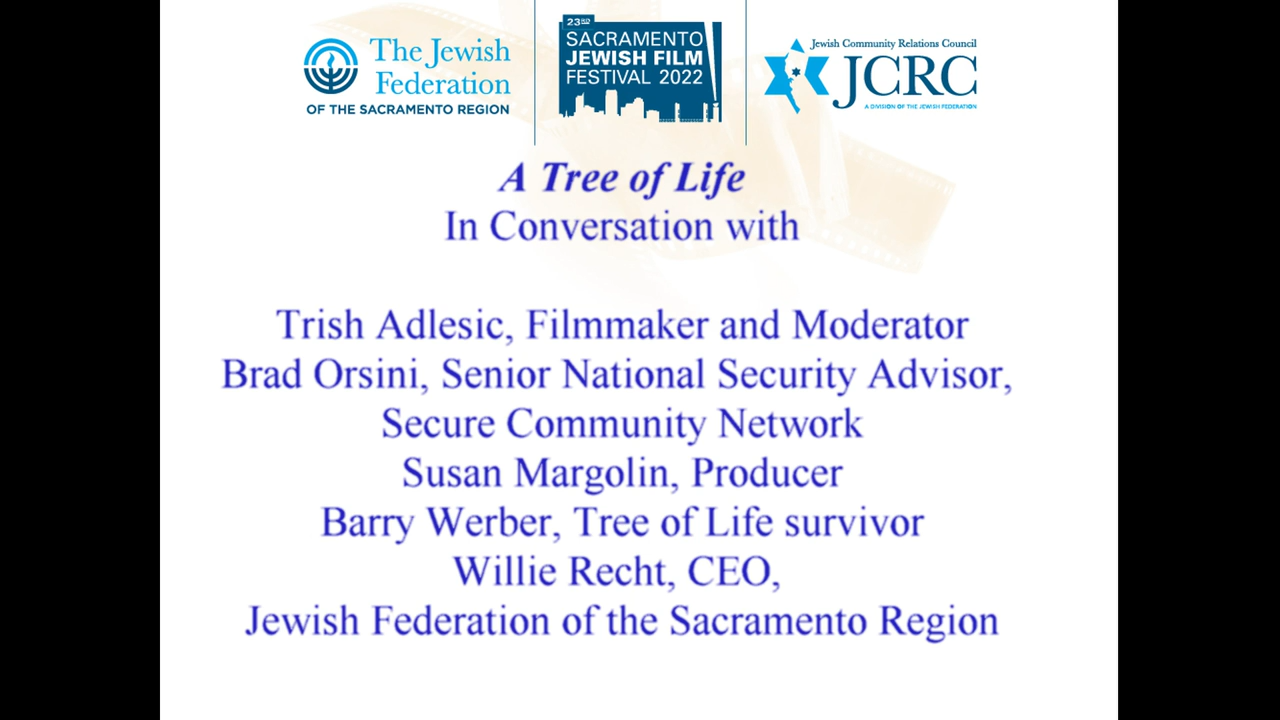 The Jewish
Federation
OF THE SACRAMENTO REGION
23RD
SACRAMENTO
JEWISH FILM
FESTIVAL 2022
Jewish Community Relations Council
JCRC
A DIVISION OF THE JEWISH FEDERATION
A Tree of Life
In Conversation with
Trish Adlesic, Filmmaker and Moderator
Brad Orsini, Senior National Security Advisor,
Secure Community Network
Susan Margolin, Producer
Barry Werber, Tree of Life survivor
Willie Recht, CEO,
Jewish Federation of the Sacramento Region